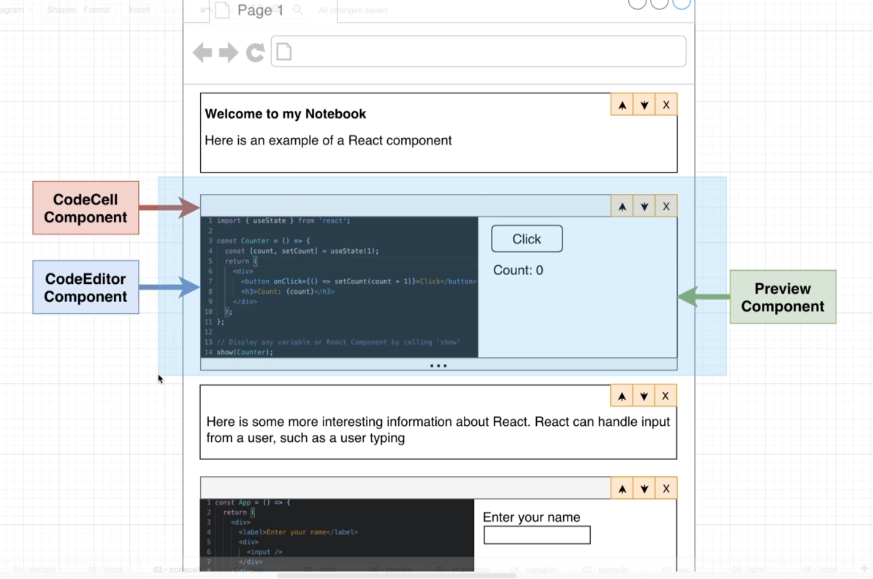 Shapes Format Insert
Page 1
All changes saved
Welcome to my Notebook
Here is an example of a React component
X
CodeCell
Component
X
1 import { useState } from 'react';
2
3 const Counter = () => {
4 const [count, setCount] = useState(1);
5 return (
6 <div>
7 <button onClick={() => setCount(count + 1)}>Click</button>
8 <h3>Count: {count}</h3>
9 </div>
10 );
11 };
12
13 // Display any variable or React Component by calling 'show'
14 show(Counter);
Click
Count: 0
CodeEditor
Component
Preview
Component
X
Here is some more interesting information about React. React can handle input
from a user, such as a user typing
X
1 const App = () => {
2 return (
3 <div>
4 <label>Enter your name</label>
5 <div>
6 <input />
7 </div>
Enter your name